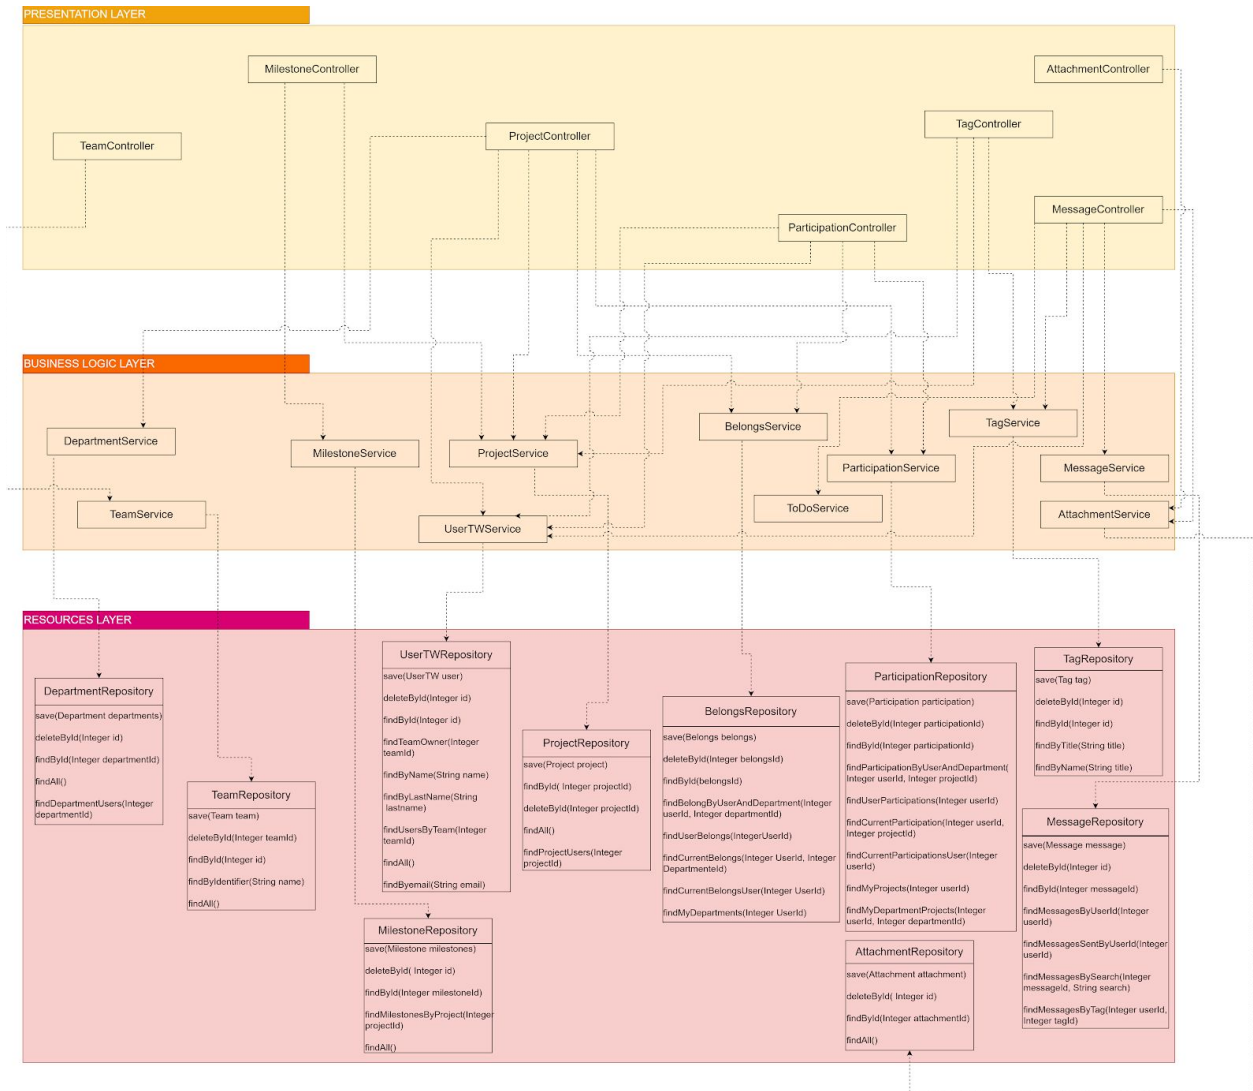 PRESENTATION LAYER
MilestoneController
AttachmentController
TeamController
ProjectController
TagController
MessageController
ParticipationController
BUSINESS LOGIC LAYER
DepartmentService
MilestoneService
ProjectService
BelongsService
TagService
ParticipationService
MessageService
TeamService
UserTWService
ToDoService
AttachmentService
RESOURCES LAYER
DepartmentRepository
save(Department departments)
deleteById(Integer id)
findById(Integer departmentId)
findAll()
findDepartmentUsers(Integer
departmentId)
TeamRepository
save(Team team)
deleteById(Integer teamId)
findById(Integer id)
findByIdentifier(String name)
findAll()
UserTWRepository
save(UserTW user)
deleteById(Integer id)
findById(Integer id)
findTeamOwner(Integer
teamId)
findByName(String name)
findByLastName(String
lastname)
findUsersByTeam(Integer
teamId)
findAll()
findByemail(String email)
MilestoneRepository
save(Milestone milestones)
deleteById( Integer id)
findById(Integer milestoneId)
findMilestonesByProject(Integer
projectId)
findAll()
ProjectRepository
save(Project project)
findById( Integer projectId)
deleteById(Integer projectId)
findAll()
findProjectUsers(Integer
projectId)
BelongsRepository
save(Belongs belongs)
deleteById(Integer belongsId)
findById(belongsId)
findBelongByUserAndDepartment(Integer
userId, Integer departmentId)
findUserBelongs(IntegerUserId)
findCurrentBelongs(Integer UserId, Integer
DepartmenteId)
findCurrentBelongsUser(Integer UserId)
findMyDepartments(Integer UserId)
ParticipationRepository
save(Participation participation)
deleteById(Integer participationId)
findById(Integer participationId)
findParticipationByUserAndDepartment(
Integer userId, Integer projectId)
findUserParticipations(Integer userId)
findCurrentParticipation(Integer userId,
Integer projectId)
findCurrentParticipationsUser(Integer
userId)
findMyProjects(Integer userId)
findMyDepartmentProjects(Integer
userId, Integer departmentId)
AttachmentRepository
save(Attachment attachment)
deleteById( Integer id)
findById(Integer attachmentId)
findAll()
TagRepository
save(Tag tag)
deleteById(Integer id)
findById(Integer id)
findByTitle(String title)
findByName(String title)
MessageRepository
save(Message message)
deleteById(Integer id)
findById(Integer messageId)
findMessagesByUserId(Integer
userId)
findMessagesSentByUserId(Integer
userId)
findMessagesBySearch(Integer
messageId, String search)
findMessagesByTag(Integer userId,
Integer tagId)